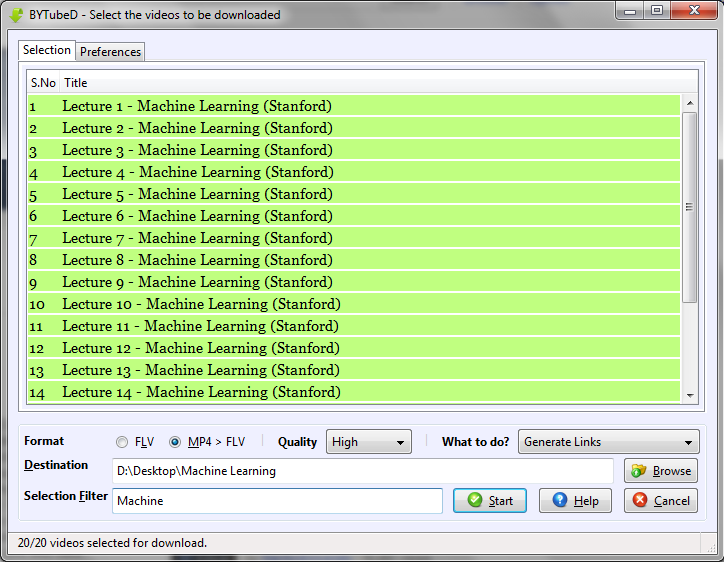 BYTubeD - Select the videos to be downloaded
Selection Preferences
S.No Title
1 Lecture 1 - Machine Learning (Stanford)
2 Lecture 2 - Machine Learning (Stanford)
3 Lecture 3 - Machine Learning (Stanford)
4 Lecture 4 - Machine Learning (Stanford)
5 Lecture 5 - Machine Learning (Stanford)
6 Lecture 6 - Machine Learning (Stanford)
7 Lecture 7 - Machine Learning (Stanford)
8 Lecture 8 - Machine Learning (Stanford)
9 Lecture 9 - Machine Learning (Stanford)
10 Lecture 10 - Machine Learning (Stanford)
11 Lecture 11 - Machine Learning (Stanford)
12 Lecture 12 - Machine Learning (Stanford)
13 Lecture 13 - Machine Learning (Stanford)
14 Lecture 14 - Machine Learning (Stanford)
Format FLV MP4 > FLV Quality High What to do? Generate Links
Destination D:\Desktop\Machine Learning Browse
Selection Filter Machine Start Help Cancel
20/20 videos selected for download.